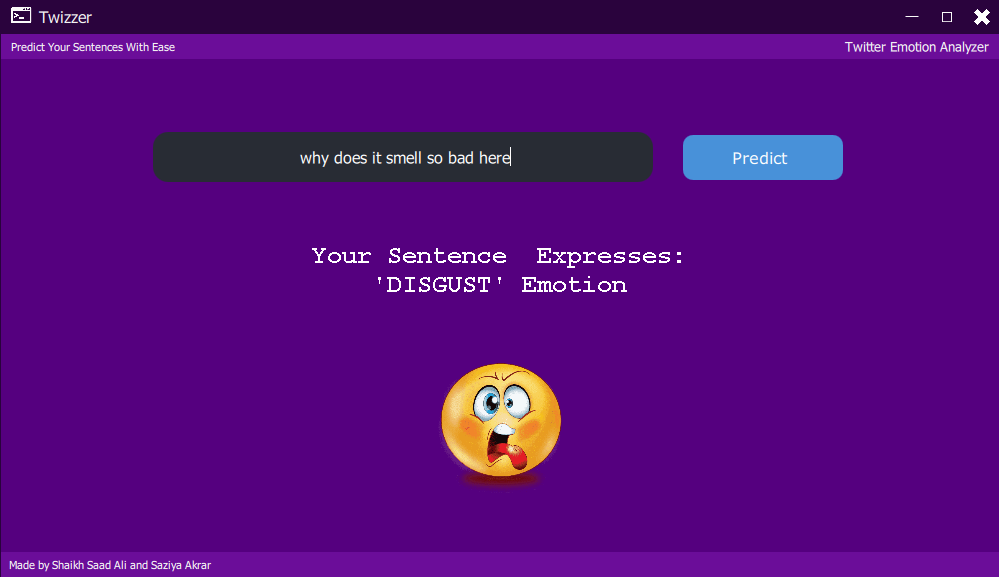 Twizzer
Predict Your Sentences With Ease
Twitter Emotion Analyzer
why does it smell so bad here
Predict
Your Sentence  Expresses:
'DISGUST' Emotion
Made by Shaikh Saad Ali and Saziya Akrar